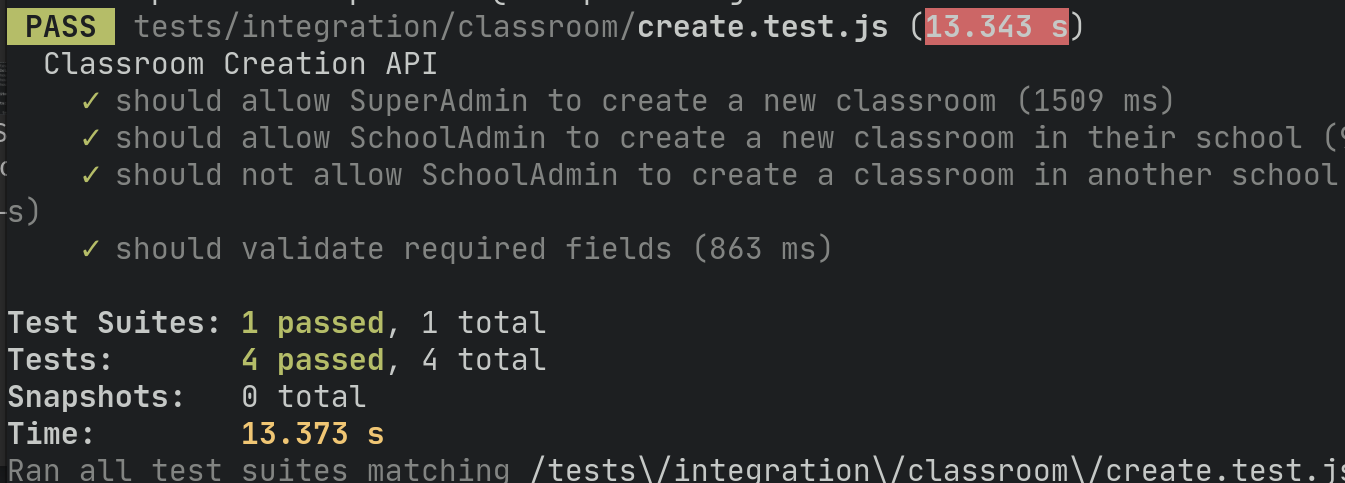 PASS tests/integration/classroom/create.test.js (13.343 s)
Classroom Creation API
✓ should allow SuperAdmin to create a new classroom (1509 ms)
✓ should allow SchoolAdmin to create a new classroom in their school (
✓ should not allow SchoolAdmin to create a classroom in another school
s)
✓ should validate required fields (863 ms)
Test Suites: 1 passed, 1 total
Tests: 4 passed, 4 total
Snapshots: 0 total
Time: 13.373 s
Ran all test suites matching /tests\/integration\/classroom\/create.test.js